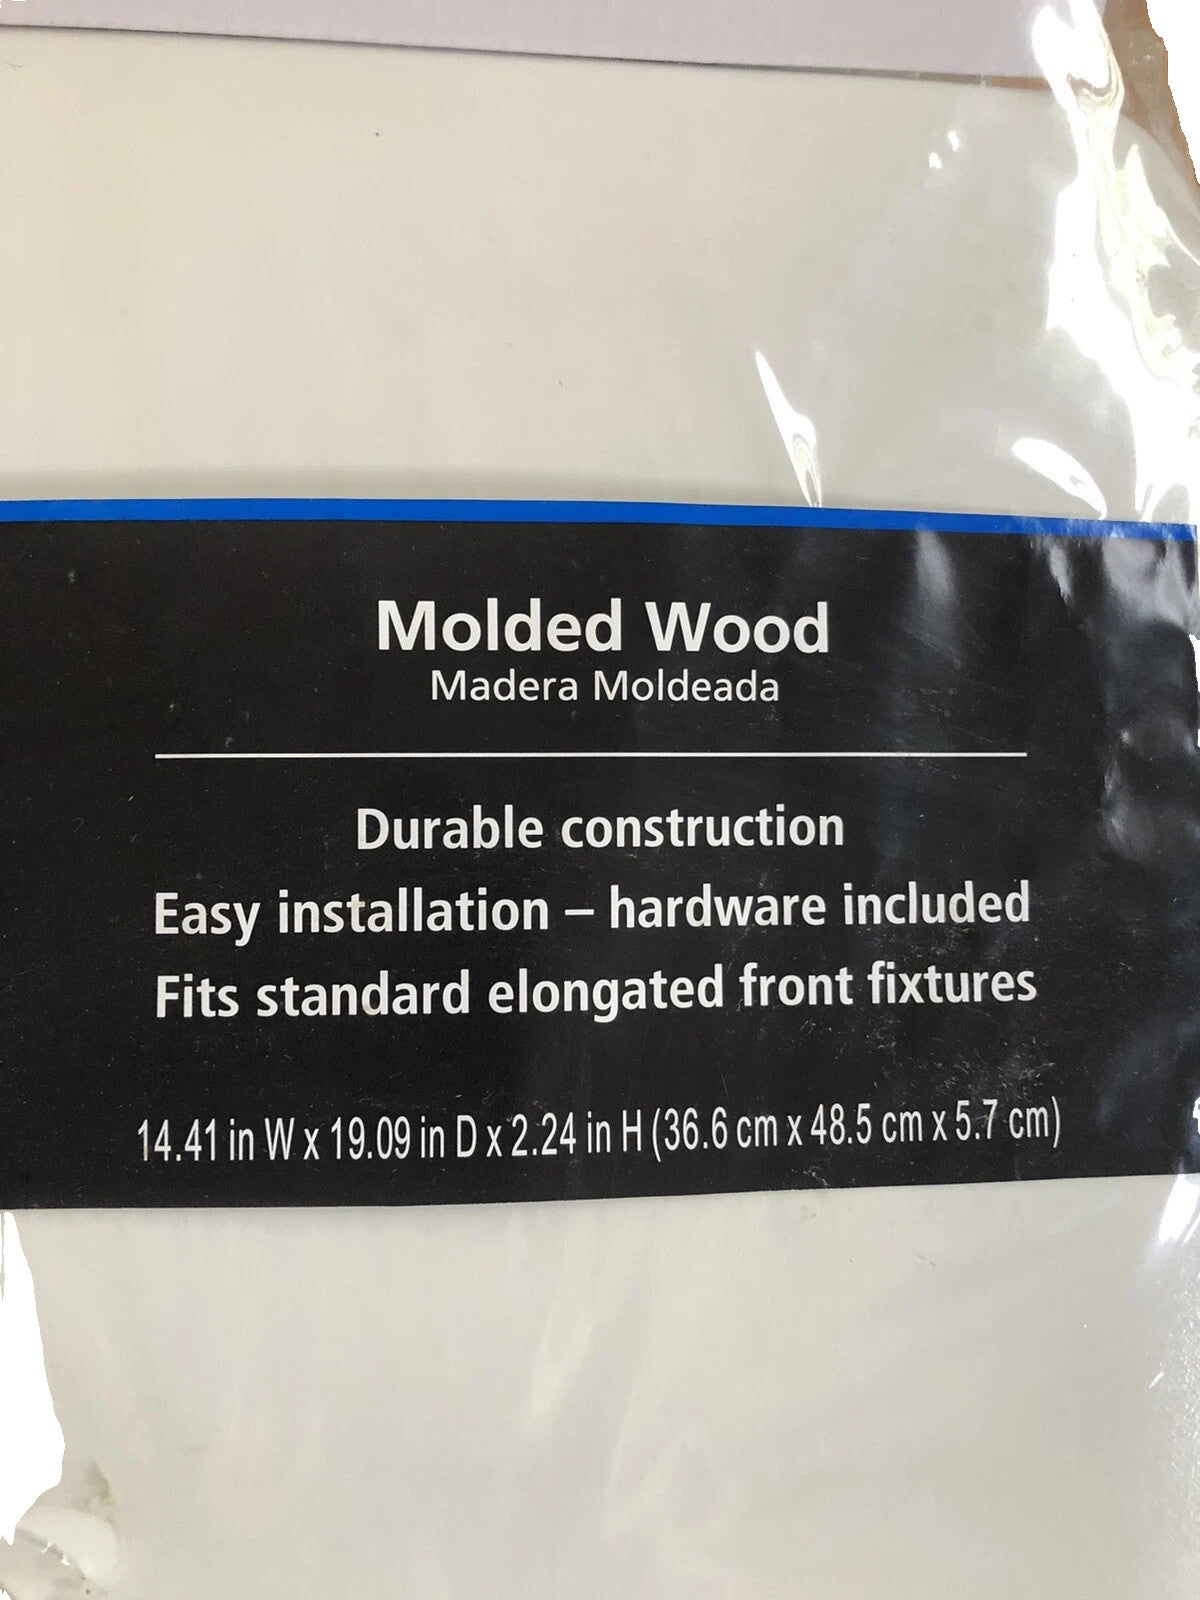 Molded Wood
Madera Moldeada
Durable construction
Easy installation – hardware included
Fits standard elongated front fixtures
14.41 in W x 19.09 in D x 2.24 in H (36.6 cm x 48.5 cm x 5.7 cm)